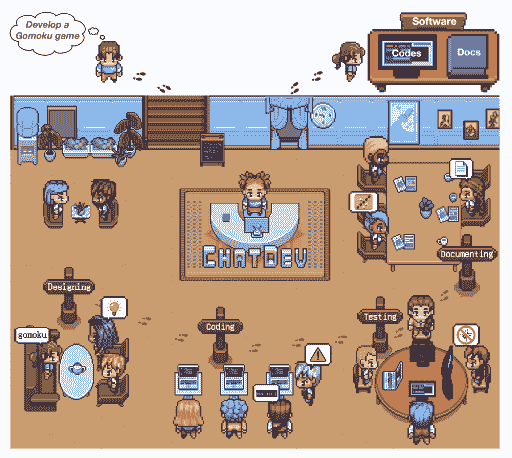 Develop a
Gomoku game
Software
Codes
Docs
CHATDEV
Designing
Documenting
gomoku
Coding
Testing